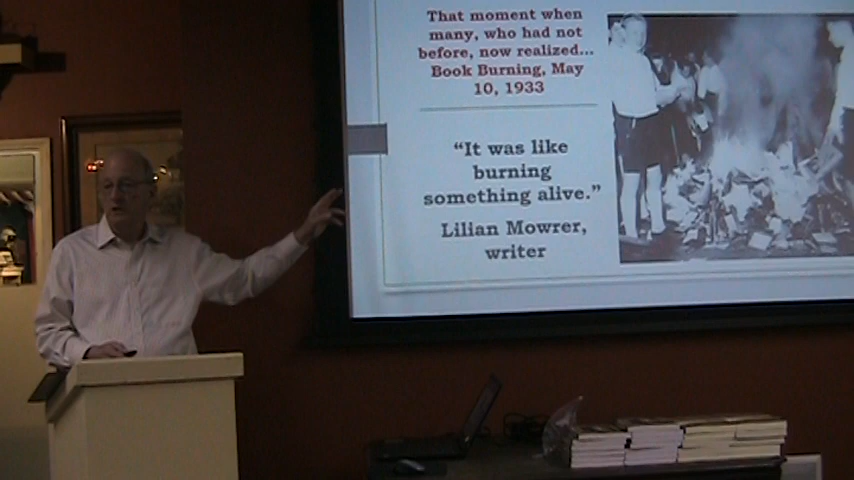 That moment when
many, who had not
before, now realized...
Book Burning, May
10, 1933
“It was like
burning
something alive.”
Lilian Mowrer,
writer